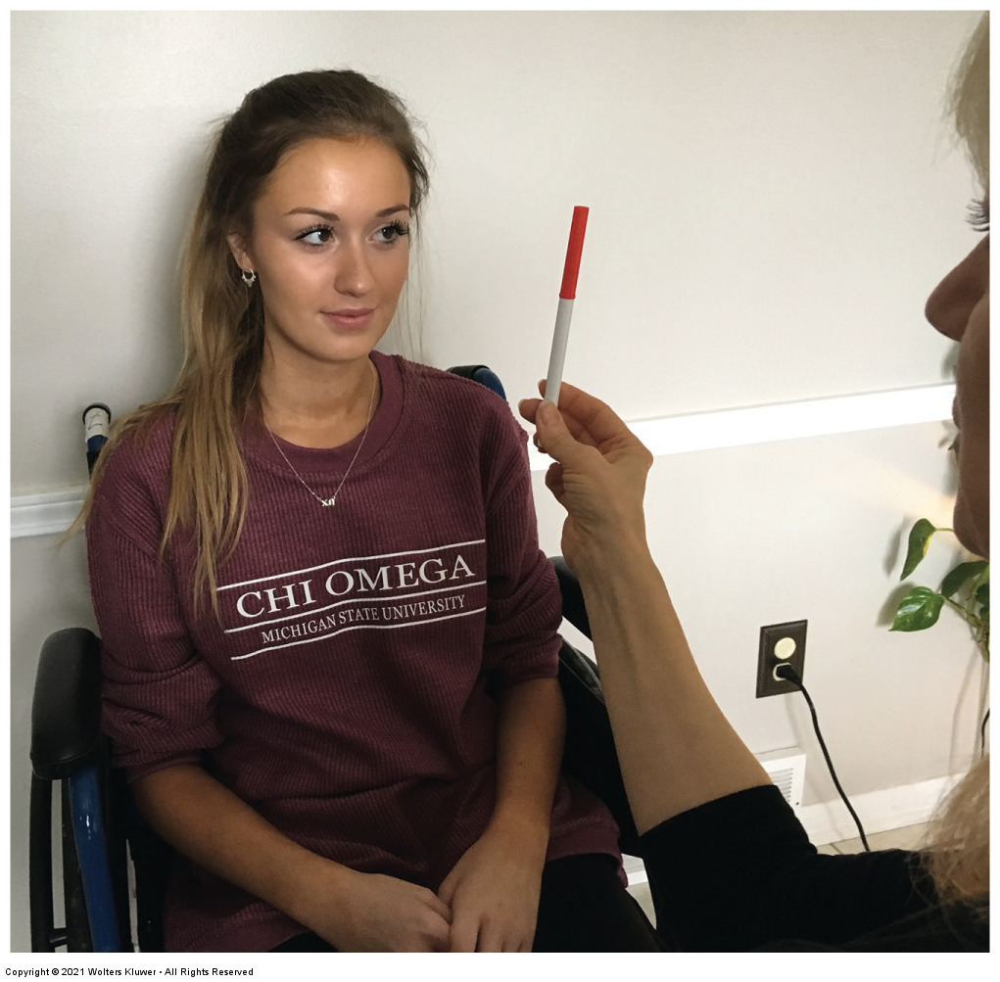 CHI OMEGA
MICHIGAN STATE UNIVERSITY
Copyright © 2021 Wolters Kluwer - All Rights Reserved